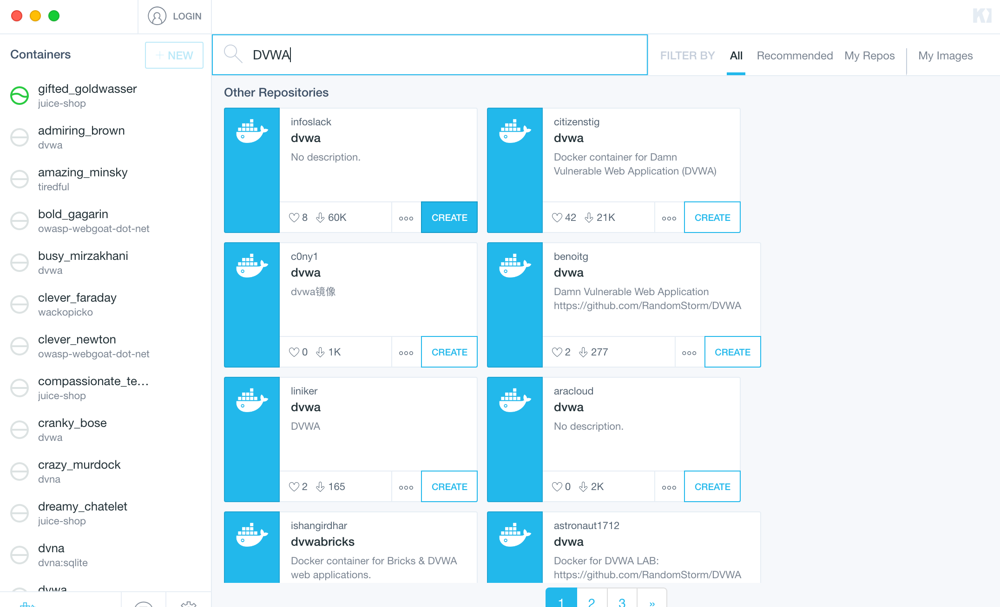 LOGIN
Containers
+ NEW
gifted_goldwasser
juice-shop
admiring_brown
dvwa
amazing_minsky
tiredful
bold_gagarin
owasp-webgoat-dot-net
busy_mirzakhani
dvwa
clever_faraday
wackopicko
clever_newton
owasp-webgoat-dot-net
compassionate_te…
juice-shop
cranky_bose
dvwa
crazy_murdock
dvna
dreamy_chatelet
juice-shop
dvna
dvna:sqlite
dvwa
DVWA
FILTER BY All Recommended My Repos My Images
Other Repositories
infoslack
dvwa
No description.
8 60K CREATE
citizenstig
dvwa
Docker container for Damn
Vulnerable Web Application (DVWA)
42 21K CREATE
c0ny1
dvwa
dvwa镜像
0 1K CREATE
benoitg
dvwa
Damn Vulnerable Web Application
https://github.com/RandomStorm/DVWA
2 277 CREATE
liniker
dvwa
DVWA
2 165 CREATE
aracloud
dvwa
No description.
0 2K CREATE
ishangirdhar
dvwabricks
Docker container for Bricks & DVWA
web applications.
astronaut1712
dvwa
Docker for DVWA LAB:
https://github.com/RandomStorm/DVWA
1 2 3 »